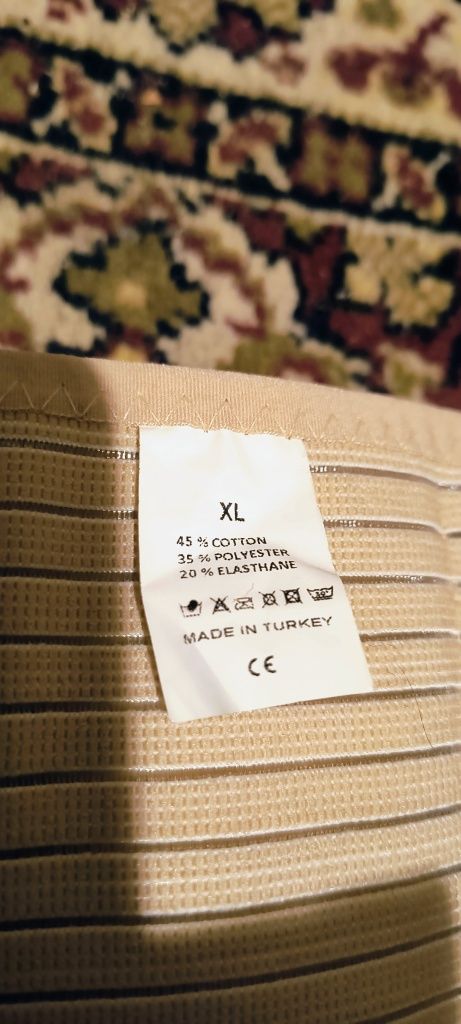 XL
45 % COTTON
35 % POLYESTER
20 % ELASTHANE
MADE IN TURKEY
CE